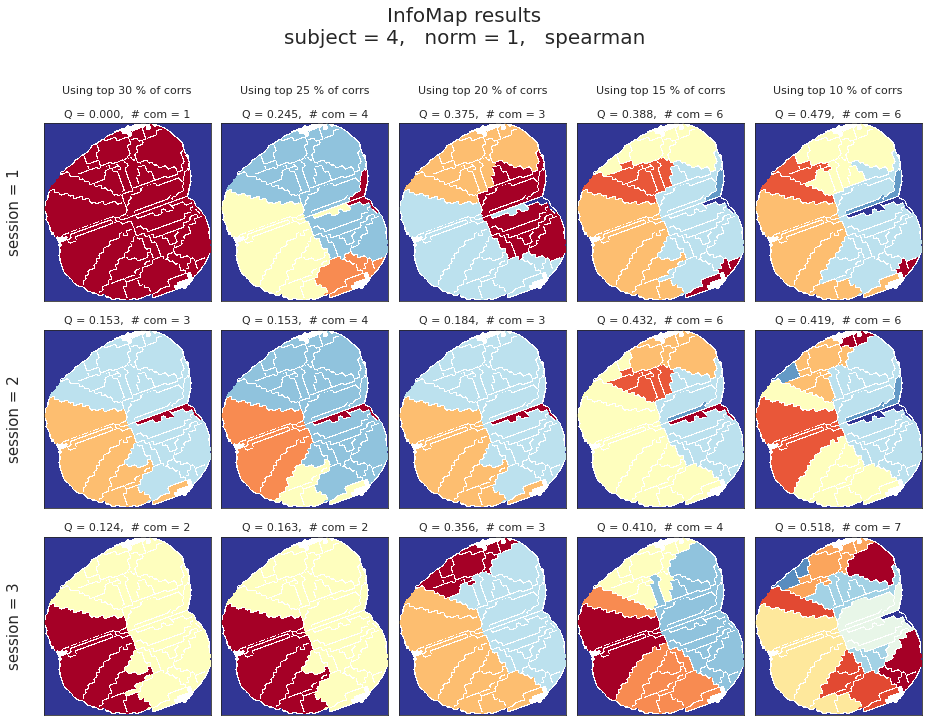 InfoMap results
subject = 4,   norm = 1,   spearman
Using top 30 % of corrs
Using top 25 % of corrs
Using top 20 % of corrs
Using top 15 % of corrs
Using top 10 % of corrs
session = 1
Q = 0.000,  # com = 1
Q = 0.245,  # com = 4
Q = 0.375,  # com = 3
Q = 0.388,  # com = 6
Q = 0.479,  # com = 6
session = 2
Q = 0.153,  # com = 3
Q = 0.153,  # com = 4
Q = 0.184,  # com = 3
Q = 0.432,  # com = 6
Q = 0.419,  # com = 6
session = 3
Q = 0.124,  # com = 2
Q = 0.163,  # com = 2
Q = 0.356,  # com = 3
Q = 0.410,  # com = 4
Q = 0.518,  # com = 7